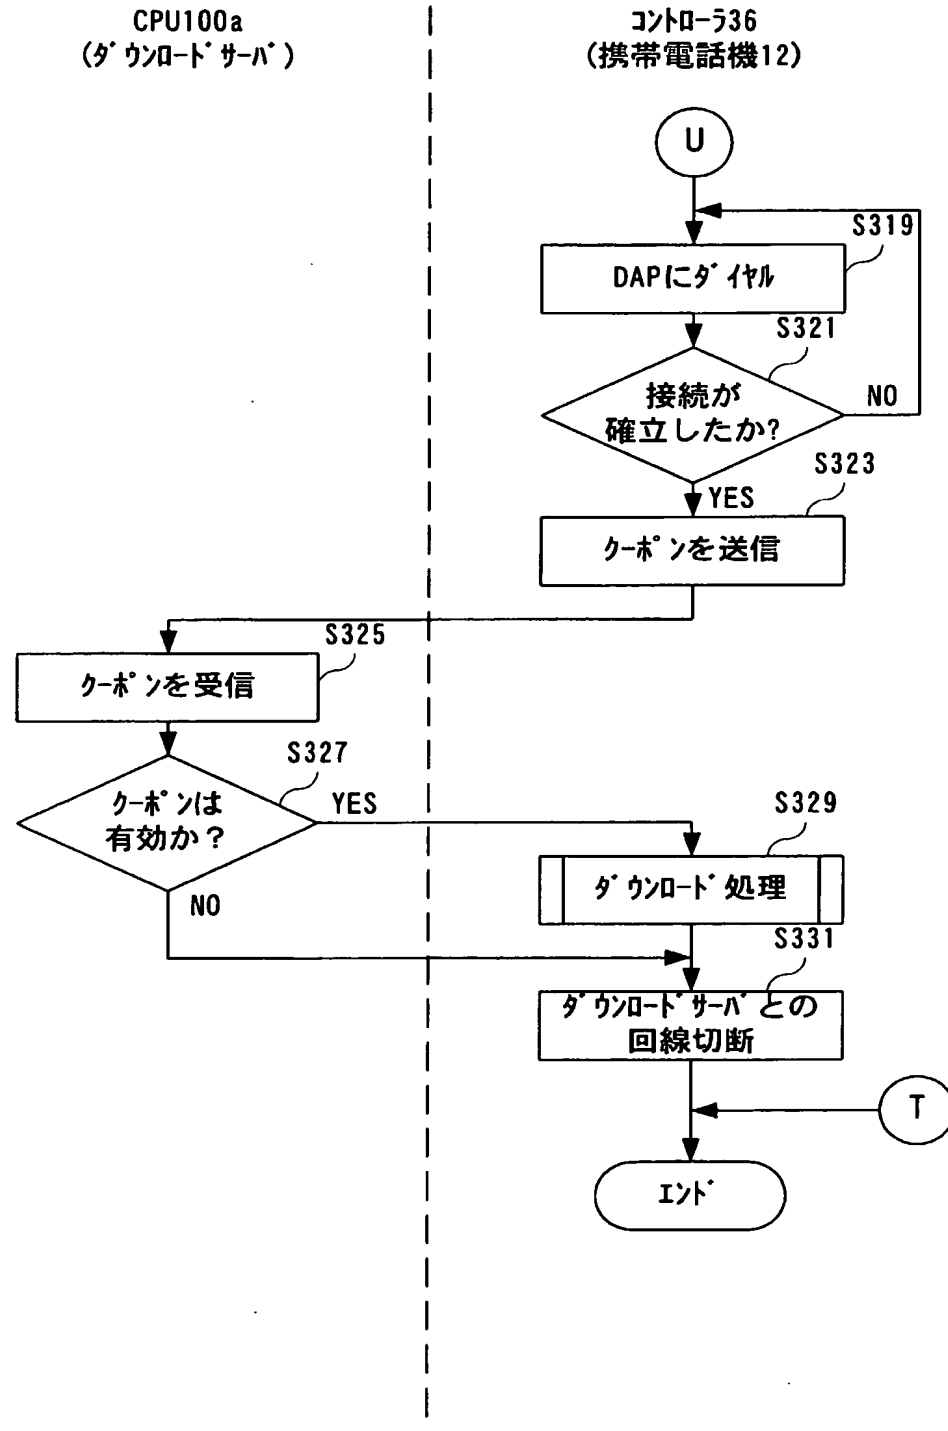 CPU100a
(ﾀﾞｳﾝﾛｰﾄﾞｻｰﾊﾞ)
ｺﾝﾄﾛｰﾗ36
(携帯電話機12)
U
S319
DAPにﾀﾞｲﾔﾙ
S321
接続が
確立したか?
NO
S323
YES
ｸｰﾎﾟﾝを送信
S325
ｸｰﾎﾟﾝを受信
S327
ｸｰﾎﾟﾝは
有効か？
YES
NO
S329
ﾀﾞｳﾝﾛｰﾄﾞ処理
S331
ﾀﾞｳﾝﾛｰﾄﾞｻｰﾊﾞとの
回線切断
T
ｴﾝﾄﾞ